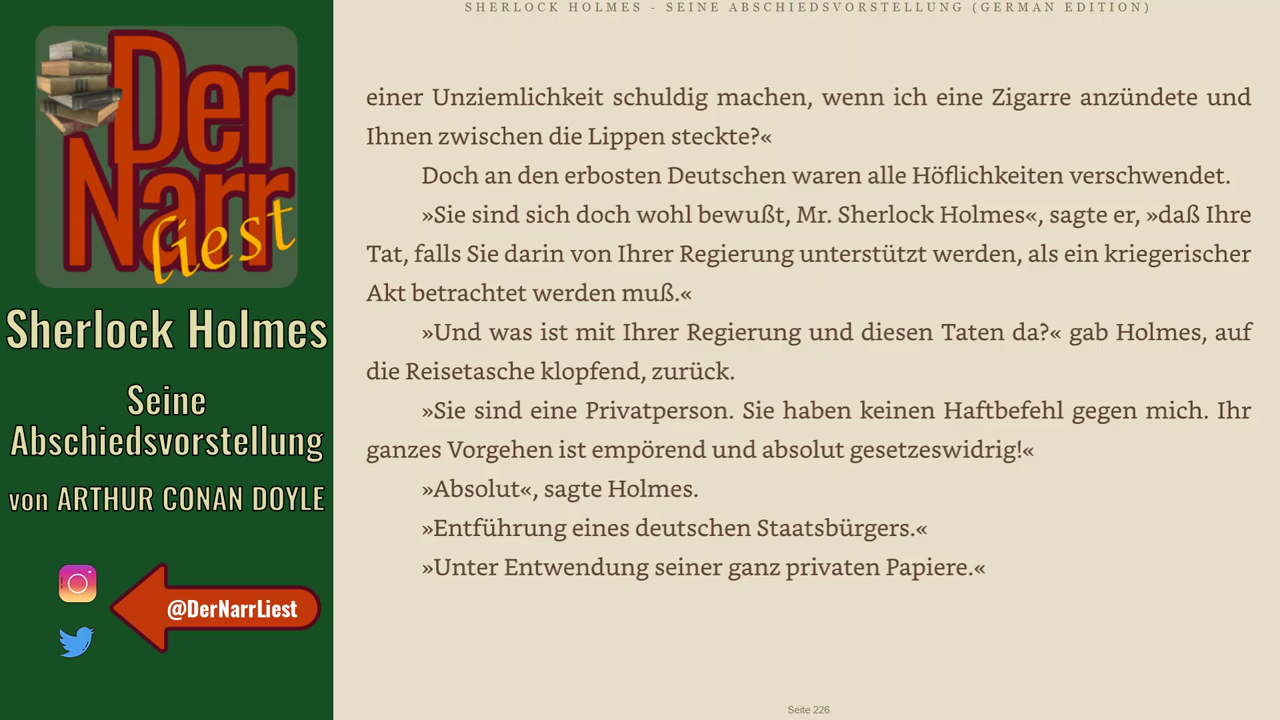 SHERLOCK HOLMES - SEINE ABSCHIEDSVORSTELLUNG (GERMAN EDITION)
Der
Narr
liest
Sherlock Holmes
Seine
Abschiedsvorstellung
von ARTHUR CONAN DOYLE
@DerNarrLiest
einer Unziemlichkeit schuldig machen, wenn ich eine Zigarre anzündete und
Ihnen zwischen die Lippen steckte?«
Doch an den erbosten Deutschen waren alle Höflichkeiten verschwendet.
»Sie sind sich doch wohl bewußt, Mr. Sherlock Holmes«, sagte er, »daß Ihre
Tat, falls Sie darin von Ihrer Regierung unterstützt werden, als ein kriegerischer
Akt betrachtet werden muß.«
»Und was ist mit Ihrer Regierung und diesen Taten da?« gab Holmes, auf
die Reisetasche klopfend, zurück.
»Sie sind eine Privatperson. Sie haben keinen Haftbefehl gegen mich. Ihr
ganzes Vorgehen ist empörend und absolut gesetzeswidrig!«
»Absolut«, sagte Holmes.
»Entführung eines deutschen Staatsbürgers.«
»Unter Entwendung seiner ganz privaten Papiere.«
Seite 226